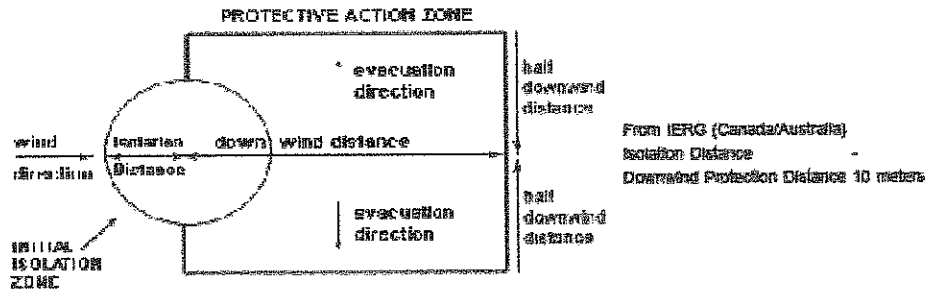 PROTECTIVE ACTION ZONE
evacuation
direction
half
downwind
distance
wind
direction
Isolation
Distance
down wind distance
From IERG (Canada/Australia)
Isolation Distance -
Downwind Protection Distance 10 meters
evacuation
direction
half
downwind
distance
INITIAL
ISOLATION
ZONE